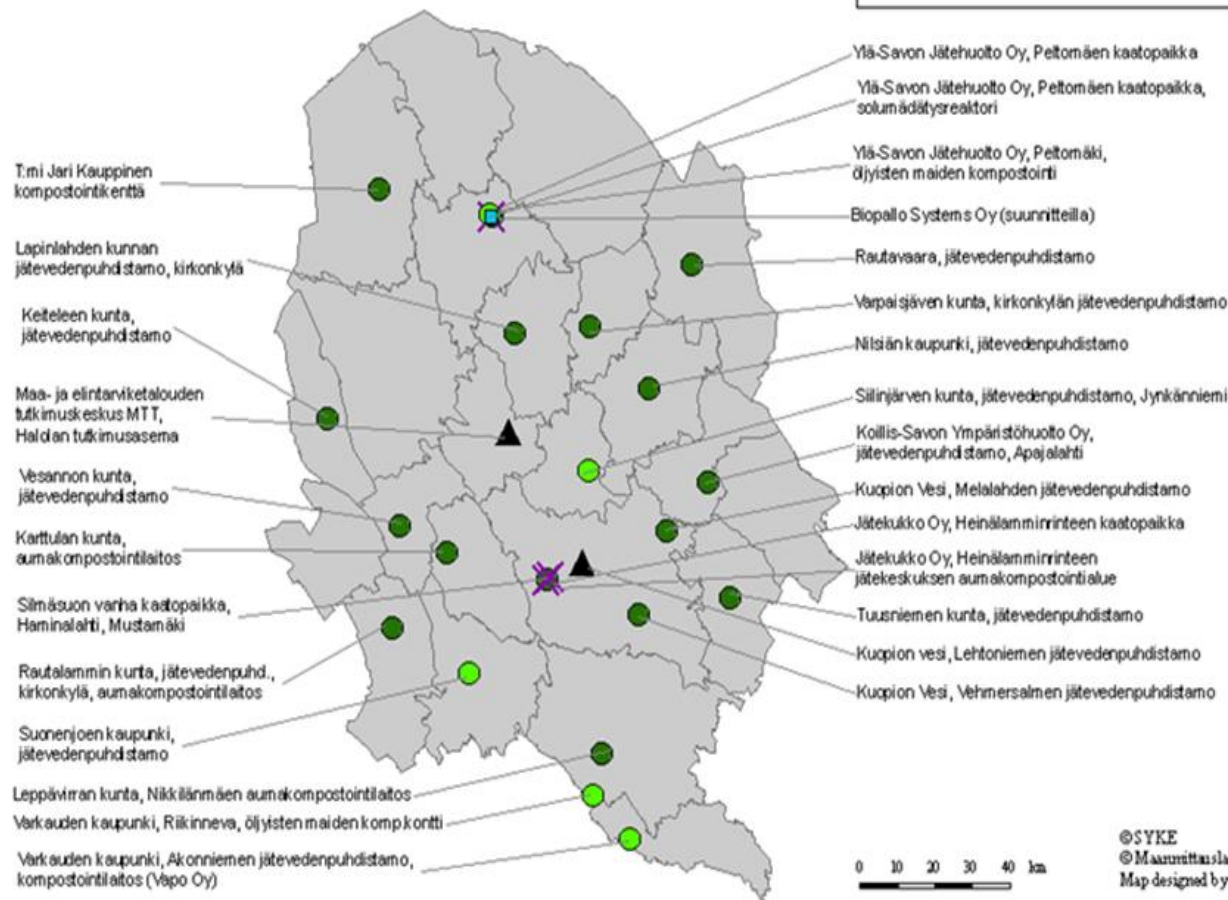 T:mi Jari Kauppinen
kompostointikenttä
Lapinlahden kunnan
jätevedenpuhdistamo, kirkonkylä
Keiteleen kunta,
jätevedenpuhdistamo
Maa- ja elintarviketalouden
tutkimuskeskus MTT,
Halolan tutkimusasema
Vesannon kunta,
jätevedenpuhdistamo
Karttulan kunta,
aumakompostointilaitos
Silmäsuon vanha kaatopaikka,
Haminalahti, Mustamäki
Rautalammin kunta, jätevedenpuhd.,
kirkonkylä, aumakompostointilaitos
Suonenjoen kaupunki,
jätevedenpuhdistamo
Leppävirran kunta, Nikkilänmäen aumakompostointilaitos
Varkauden kaupunki, Riikinneva, öljyisten maiden komp.kontti
Varkauden kaupunki, Akonniemen jätevedenpuhdistamo,
kompostointilaitos (Vapo Oy)
Ylä-Savon Jätehuolto Oy, Peltomäen kaatopaikka
Ylä-Savon Jätehuolto Oy, Peltomäen kaatopaikka,
solumädätysreaktori
Ylä-Savon Jätehuolto Oy, Peltomäki,
öljyisten maiden kompostointi
Biopallo Systems Oy (suunnitteilla)
Rautavaara, jätevedenpuhdistamo
Varpaisjäven kunta, kirkonkylän jätevedenpuhdistamo
Nilsiän kaupunki, jätevedenpuhdistamo
Siilinjärven kunta, jätevedenpuhdistamo, Jynkänniemi
Koillis-Savon Ympäristöhuolto Oy,
jätevedenpuhdistamo, Apajalahti
Kuopion Vesi, Melalahden jätevedenpuhdistamo
Jätekukko Oy, Heinälamminrinteen kaatopaikka
Jätekukko Oy, Heinälamminrinteen
jätekeskuksen aumakompostointialue
Tuusniemen kunta, jätevedenpuhdistamo
Kuopion vesi, Lehtoniemen jätevedenpuhdistamo
Kuopion Vesi, Vehmersalmen jätevedenpuhdistamo
0 10 20 30 40 km
©SYKE
©Maanmittausla
Map designed by